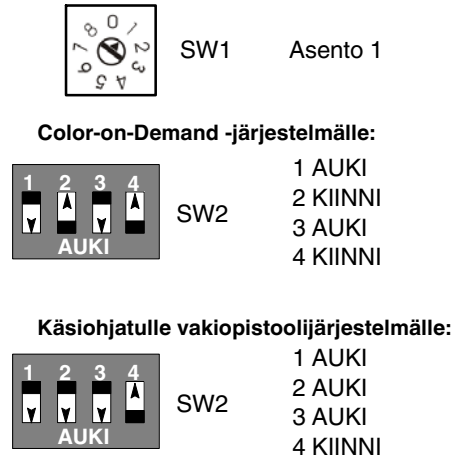 0 1 2 3 4 5 6 7 8
SW1 Asento 1
Color-on-Demand -järjestelmälle:
1 2 3 4
AUKI
SW2
1 AUKI
2 KIINNI
3 AUKI
4 KIINNI
Käsiohjatulle vakiopistoolijärjestelmälle:
1 2 3 4
AUKI
SW2
1 AUKI
2 AUKI
3 AUKI
4 KIINNI